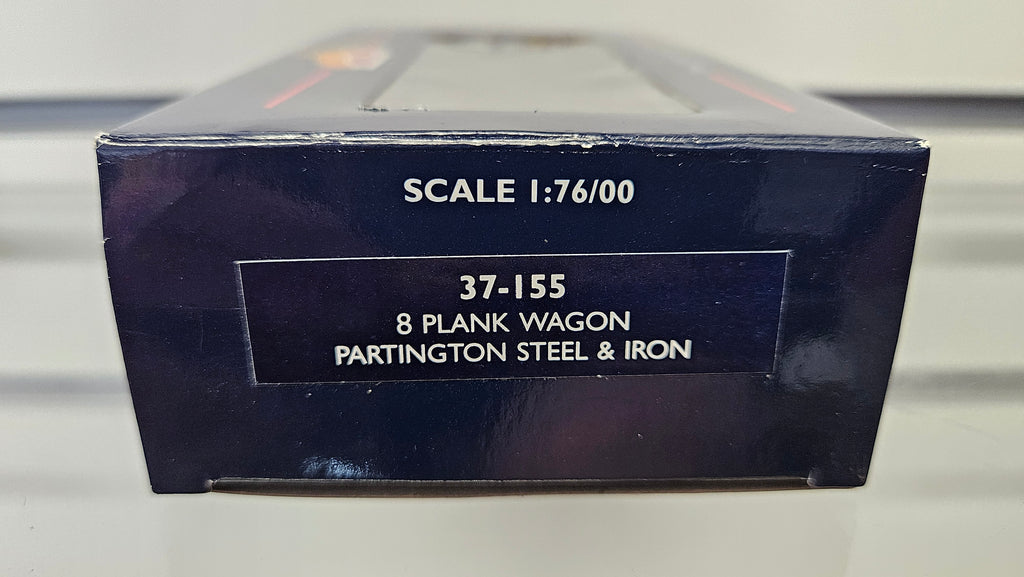 SCALE 1:76/00
37-155
8 PLANK WAGON
PARTINGTON STEEL & IRON